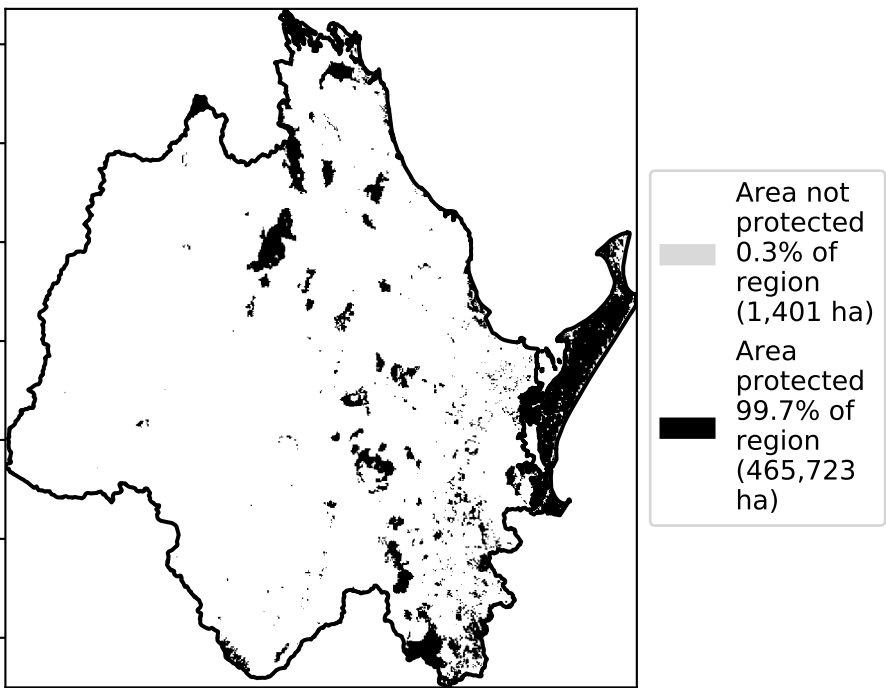 Area not
protected
0.3% of
region
(1,401 ha)
Area
protected
99.7% of
region
(465,723
ha)